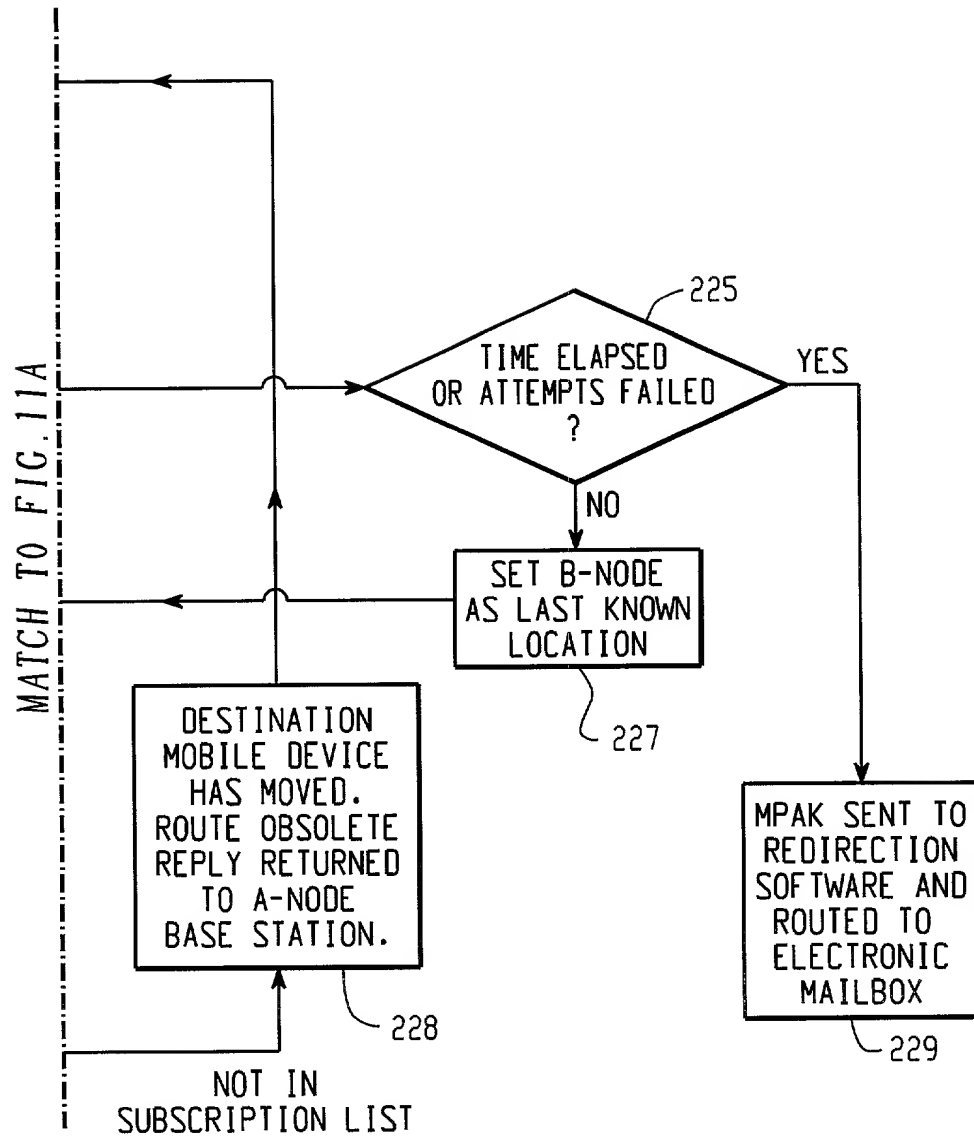 MATCH TO FIG. 11A
225
TIME ELAPSED
OR ATTEMPTS FAILED
?
YES
NO
SET B-NODE
AS LAST KNOWN
LOCATION
227
DESTINATION
MOBILE DEVICE
HAS MOVED.
ROUTE OBSOLETE
REPLY RETURNED
TO A-NODE
BASE STATION.
228
MPAK SENT TO
REDIRECTION
SOFTWARE AND
ROUTED TO
ELECTRONIC
MAILBOX
229
NOT IN
SUBSCRIPTION LIST